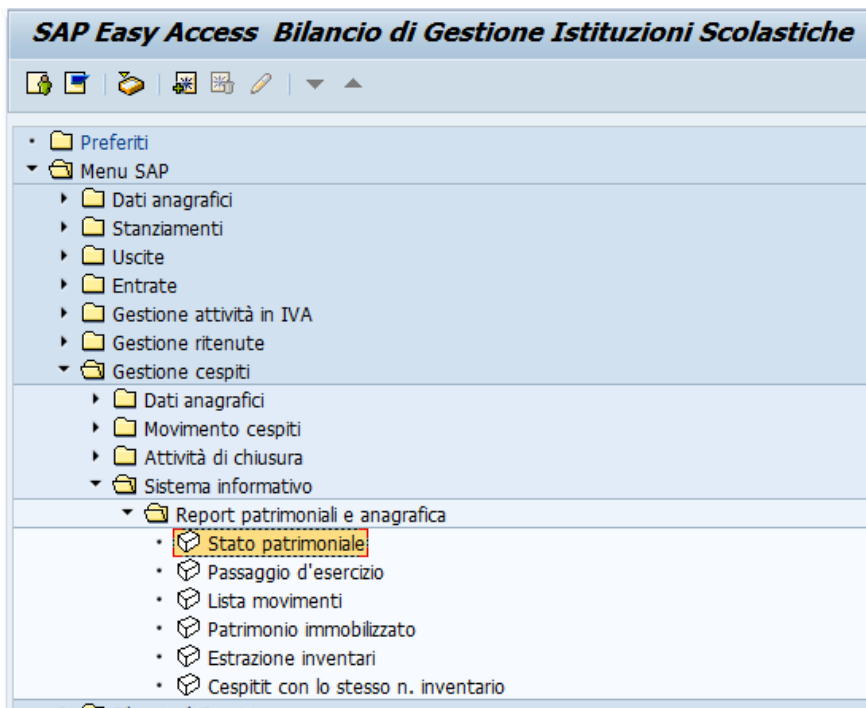 SAP Easy Access Bilancio di Gestione Istituzioni Scolastiche
Preferiti
Menu SAP
Dati anagrafici
Stanziamenti
Uscite
Entrate
Gestione attività in IVA
Gestione ritenute
Gestione cespiti
Dati anagrafici
Movimento cespiti
Attività di chiusura
Sistema informativo
Report patrimoniali e anagrafica
Stato patrimoniale
Passaggio d'esercizio
Lista movimenti
Patrimonio immobilizzato
Estrazione inventari
Cespitit con lo stesso n. inventario